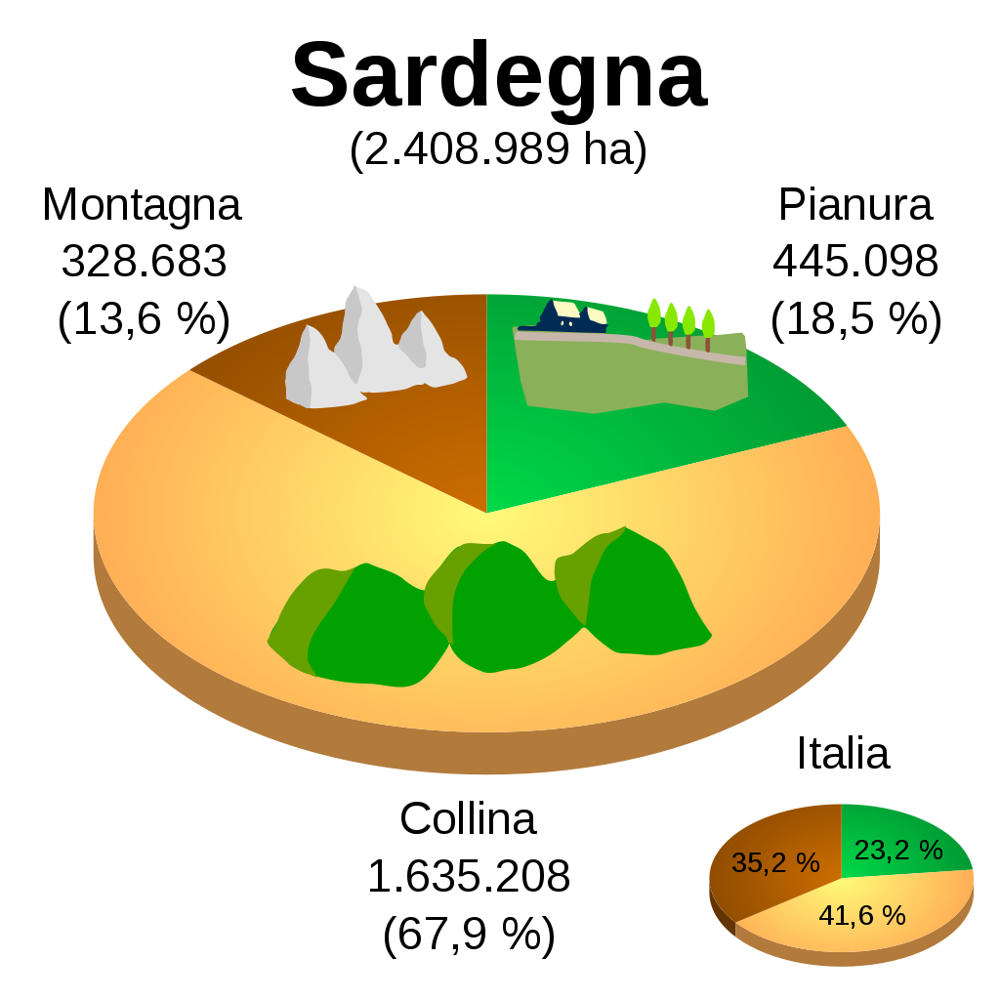 Sardegna
(2.408.989 ha)
Montagna
328.683
(13,6 %)
Pianura
445.098
(18,5 %)
Collina
1.635.208
(67,9 %)
Italia
35,2 %
23,2 %
41,6 %